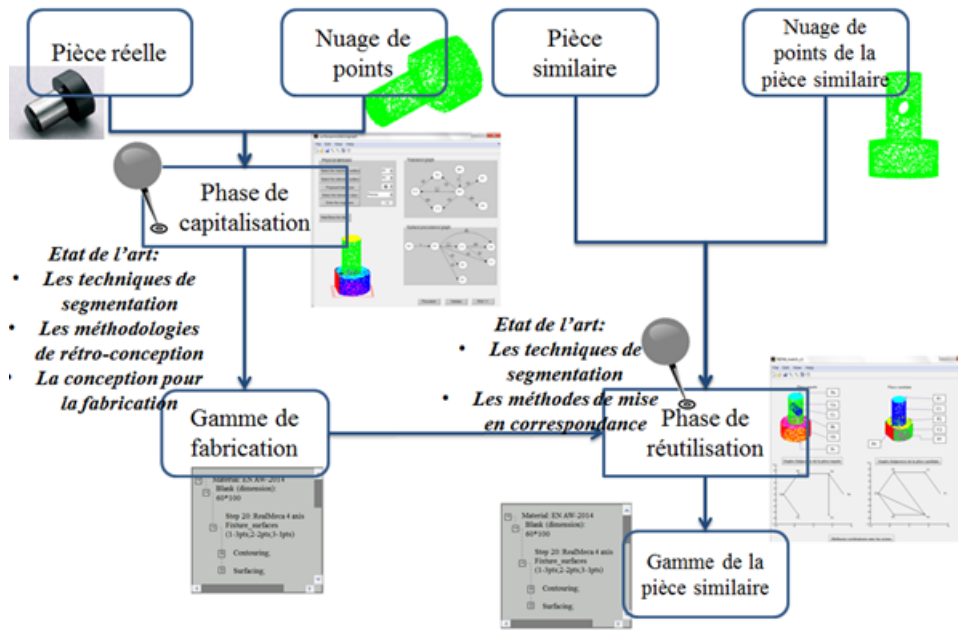 Pièce réelle
Nuage de
points
Pièce
similaire
Nuage de
points de la
pièce similaire
Phase de
capitalisation
Etat de l'art:
• Les techniques de
segmentation
• Les méthodologies
de rétro-conception
• La conception pour
la fabrication
Etat de l'art:
• Les techniques de
segmentation
• Les méthodes de mise
en correspondance
Gamme de
fabrication
Phase de
réutilisation
Material: EN AW-2014
Blank (dimension):
60*100
Step 20: RealMeca 4 axis
Fixture_surfaces
(1-3pts,2-2pts,3-1pts)
Contouring;
Surfacing;
Material: EN AW-2014
Blank (dimension):
60*100
Step 20: RealMeca 4 axis
Fixture_surfaces
(1-3pts,2-2pts,3-1pts)
Contouring;
Surfacing;
Gamme de la
pièce similaire